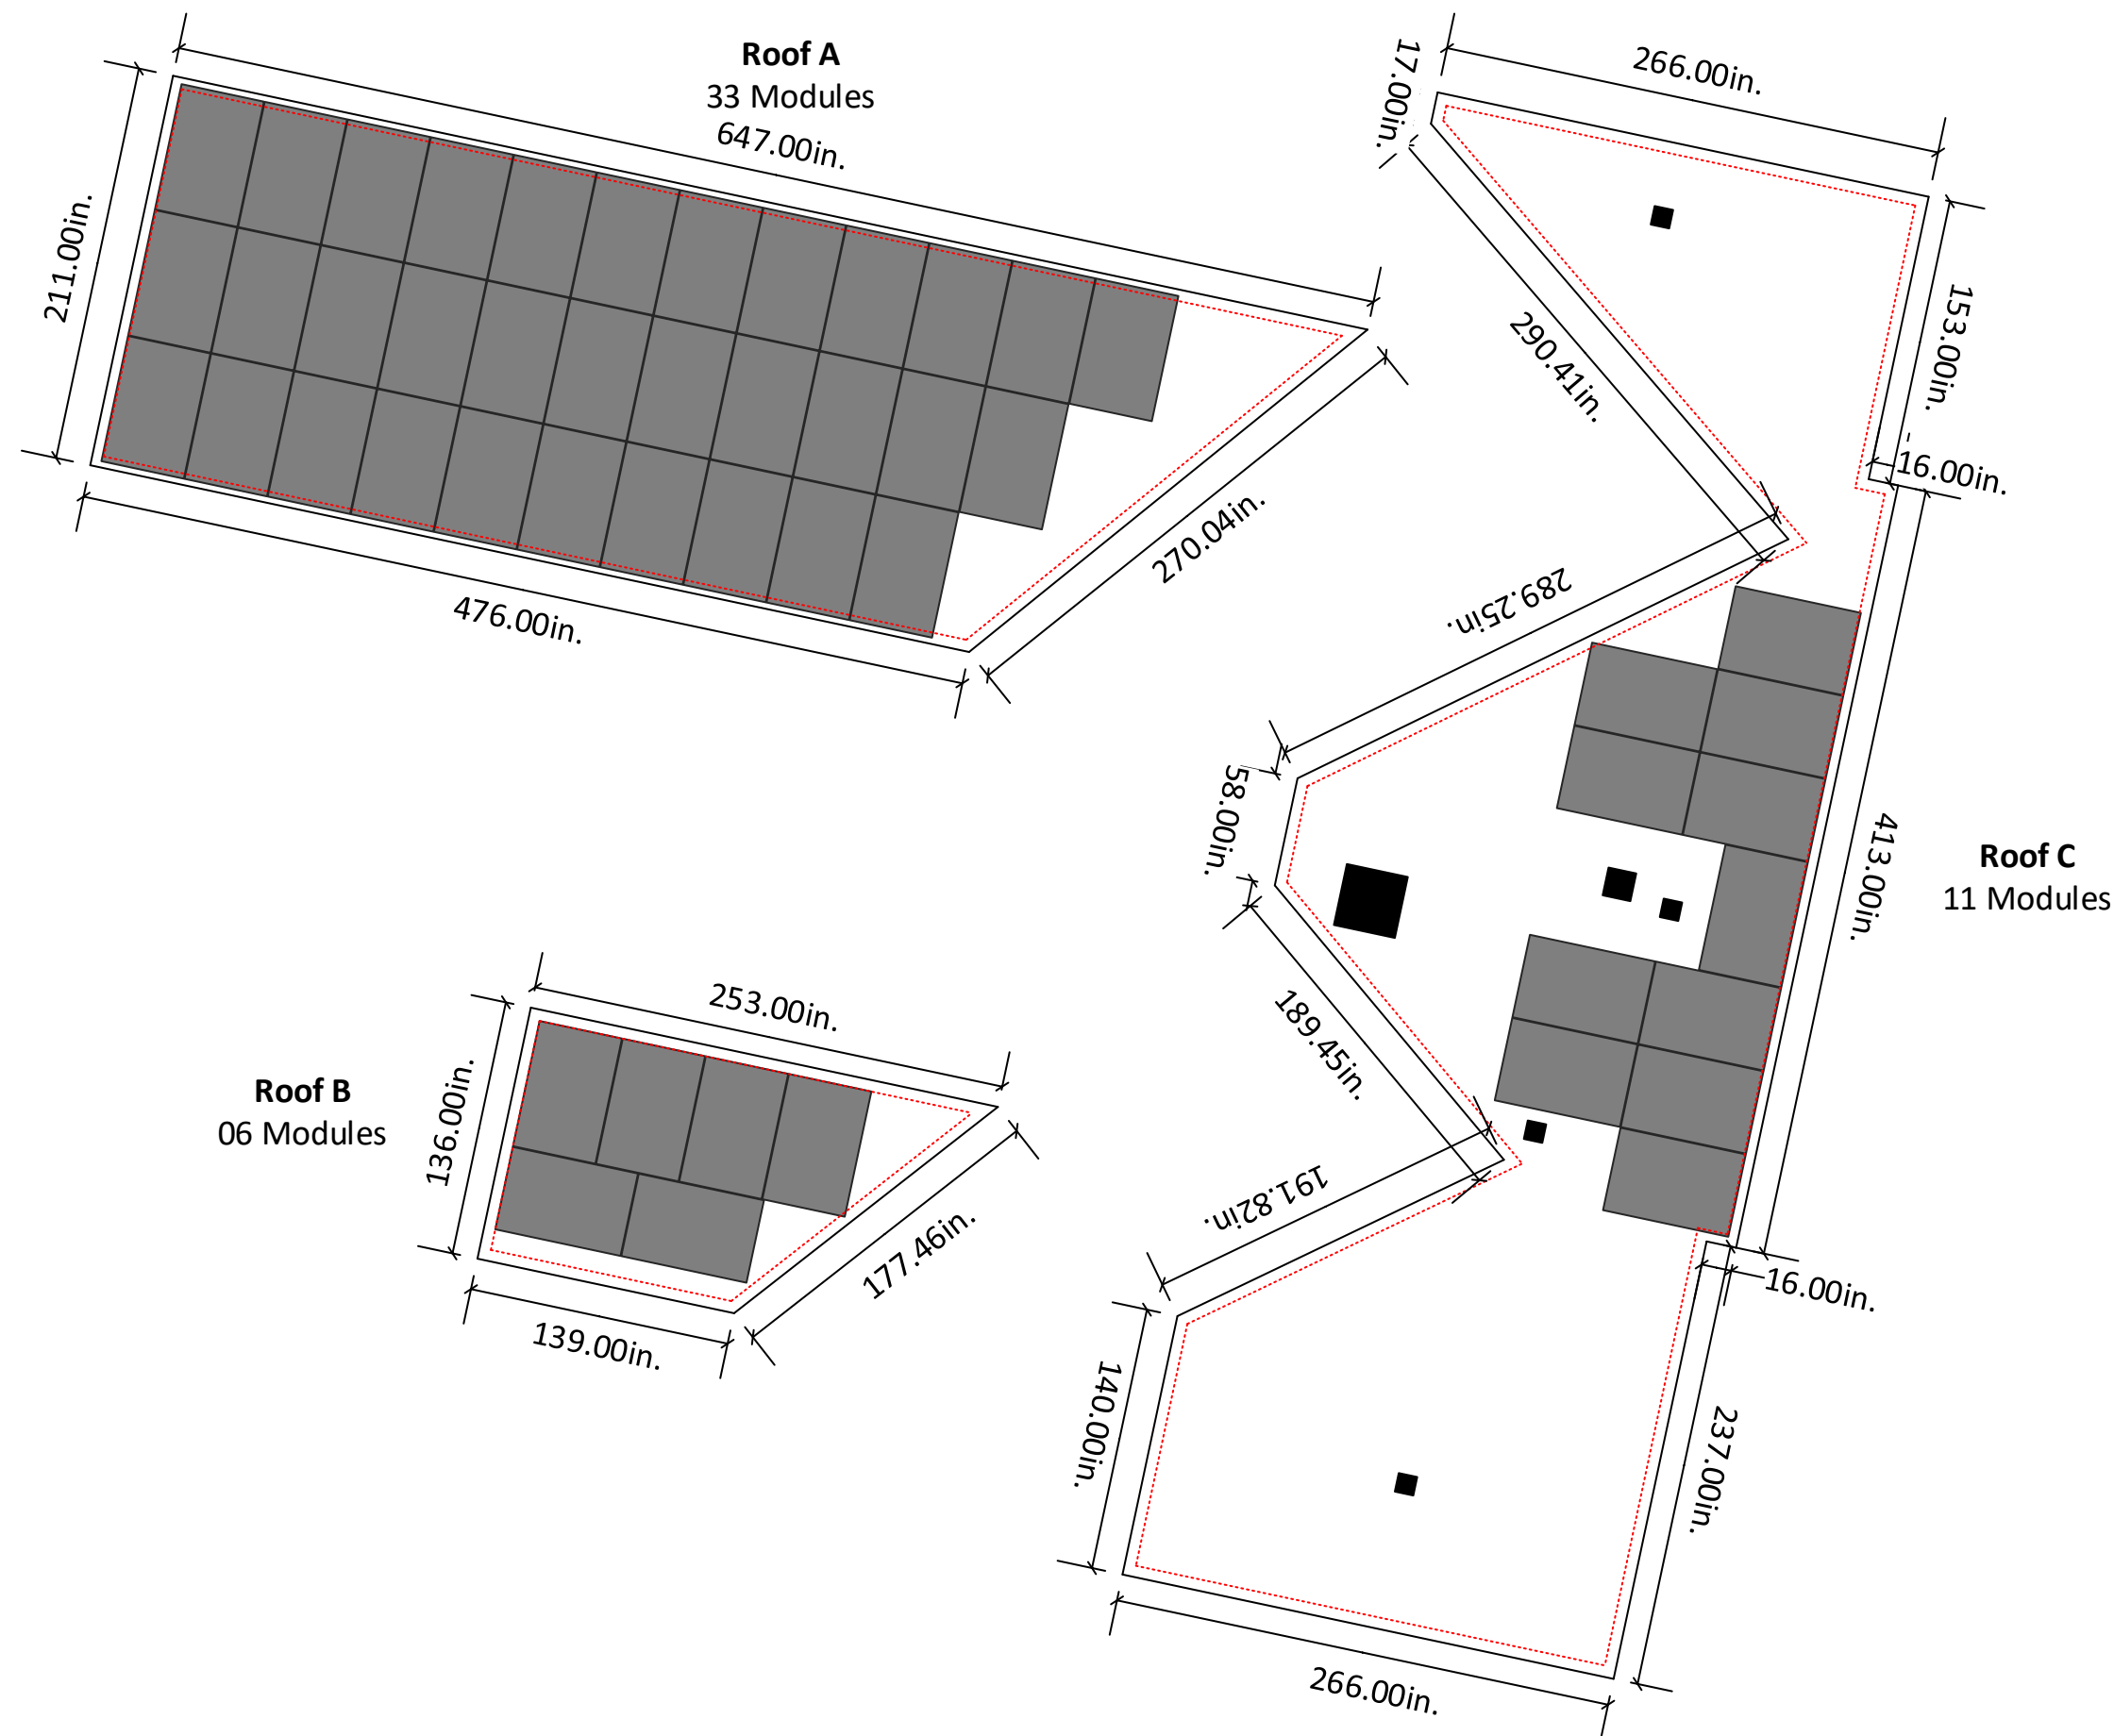 Roof A
33 Modules
647.00in.
211.00in.
476.00in.
270.04in.
266.00in.
17.00in.
290.41in.
153.00in.
16.00in.
289.25in.
58.00in.
413.00in.
Roof C
11 Modules
189.45in.
191.82in.
16.00in.
140.00in.
237.00in.
266.00in.
253.00in.
136.00in.
Roof B
06 Modules
177.46in.
139.00in.